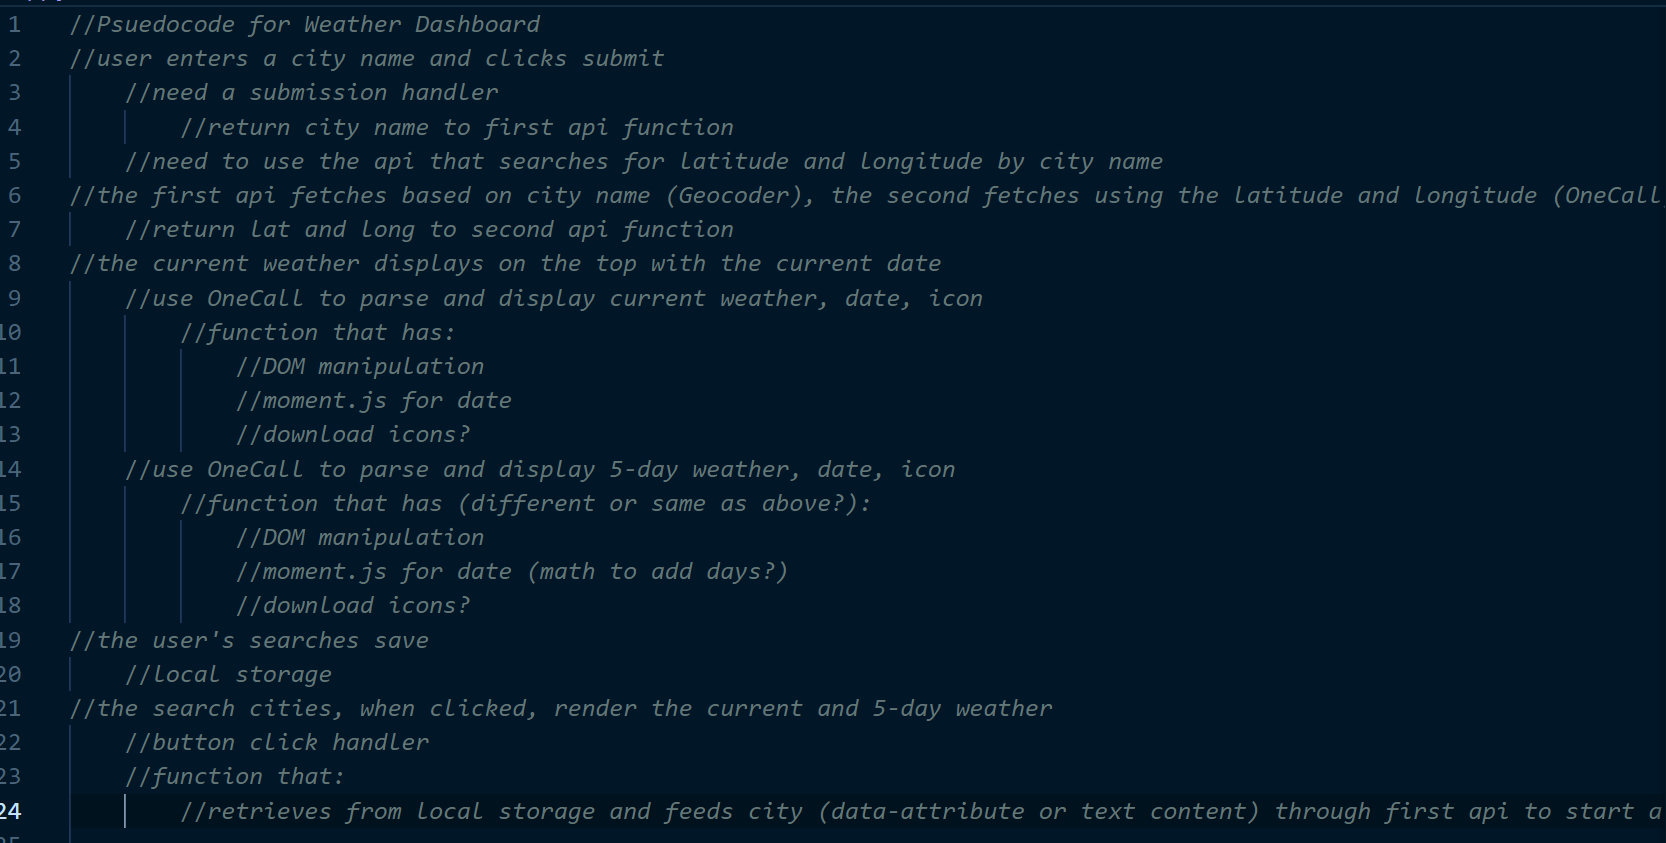 1 //Psuedocode for Weather Dashboard
2 //user enters a city name and clicks submit
3 //need a submission handler
4 //return city name to first api function
5 //need to use the api that searches for latitude and longitude by city name
6 //the first api fetches based on city name (Geocoder), the second fetches using the latitude and longitude (OneCall
7 //return lat and long to second api function
8 //the current weather displays on the top with the current date
9 //use OneCall to parse and display current weather, date, icon
10 //function that has:
11 //DOM manipulation
12 //moment.js for date
13 //download icons?
14 //use OneCall to parse and display 5-day weather, date, icon
15 //function that has (different or same as above?):
16 //DOM manipulation
17 //moment.js for date (math to add days?)
18 //download icons?
19 //the user's searches save
20 //local storage
21 //the search cities, when clicked, render the current and 5-day weather
22 //button click handler
23 //function that:
24 //retrieves from local storage and feeds city (data-attribute or text content) through first api to start a
25